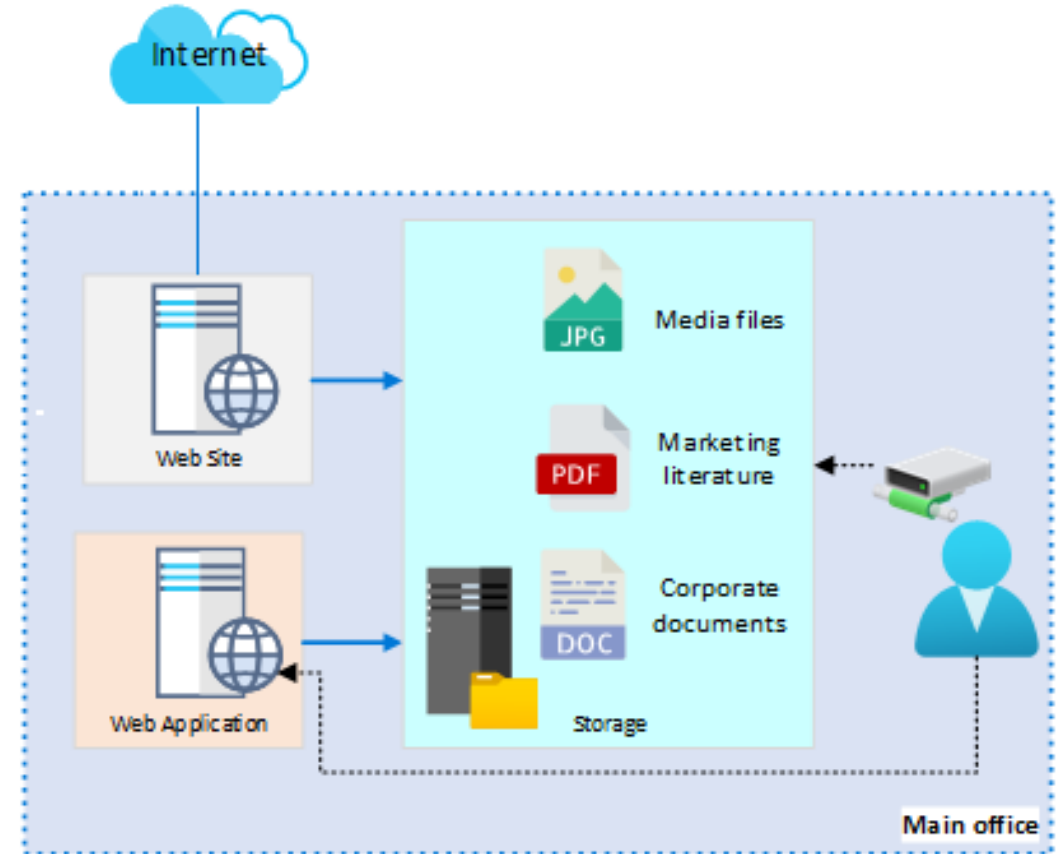 Internet
JPG
Media files
Web Site
PDF
Marketing
literature
DOC
Corporate
documents
Web Application
Storage
Main office